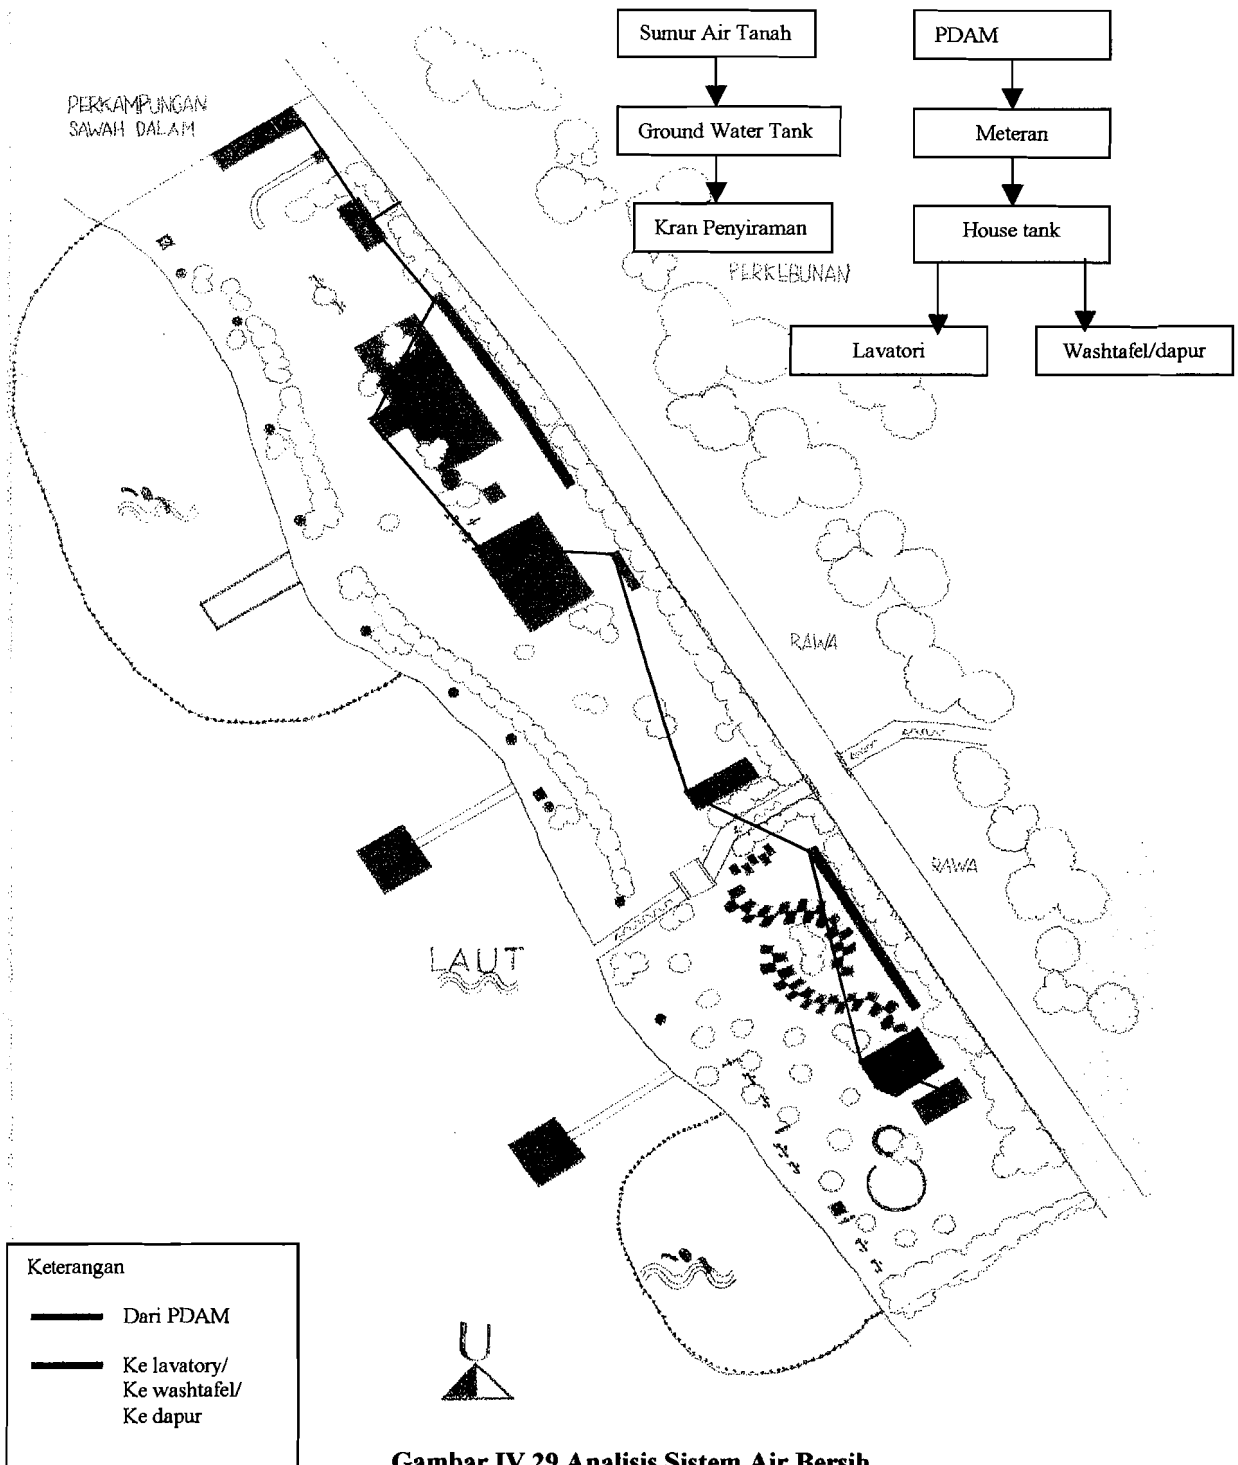 Sumur Air Tanah
PDAM
Ground Water Tank
Meteran
Kran Penyiraman
House tank
Lavatori
Washtafel/dapur
PERKAMPUNGAN
SAWAH DALAM
PERKEBUNAN
RAWA
RAWA
LAUT
U
Keterangan
Dari PDAM
Ke lavatory/
Ke washtafel/
Ke dapur
Gambar IV.29 Analisis Sistem Air Bersih